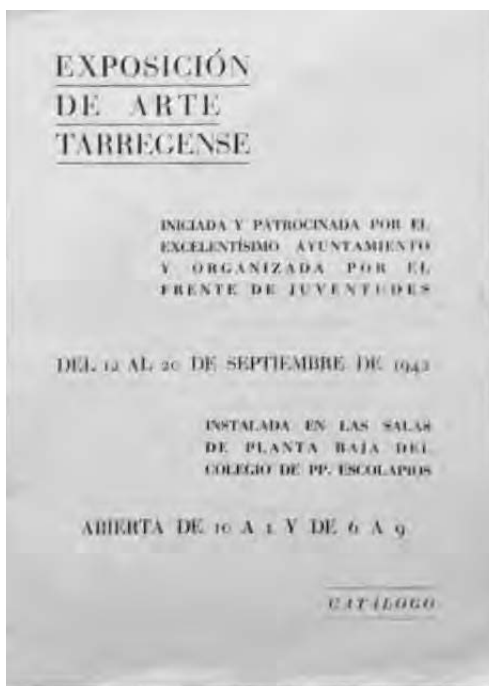 EXPOSICIÓN
DE ARTE
TARREGENSE
INICIADA Y PATROCINADA POR EL
EXCELENTÍSIMO AYUNTAMIENTO
Y ORGANIZADA POR EL
FRENTE DE JUVENTUDES
DEL 12 AL 20 DE SEPTIEMBRE DE 1942
INSTALADA EN LAS SALAS
DE PLANTA BAJA DEL
COLEGIO DE PP. ESCOLAPIOS
ABIERTA DE 10 A 1 Y DE 6 A 9
CATÁLOGO